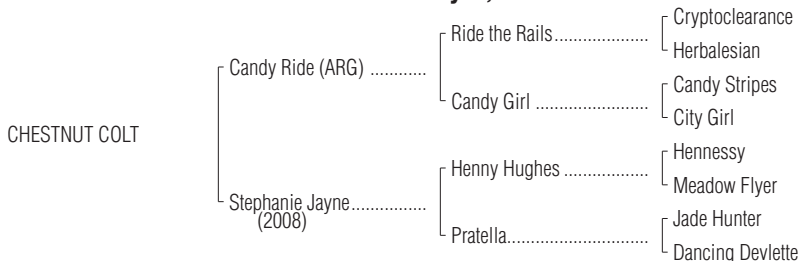 Cryptoclearance
Ride the Rails....................
Herbalesian
Candy Ride (ARG) ............
Candy Stripes
Candy Girl ........................
City Girl
CHESTNUT COLT
Hennessy
Henny Hughes ..................
Meadow Flyer
Stephanie Jayne................
(2008)
Jade Hunter
Pratella..............................
Dancing Devlette